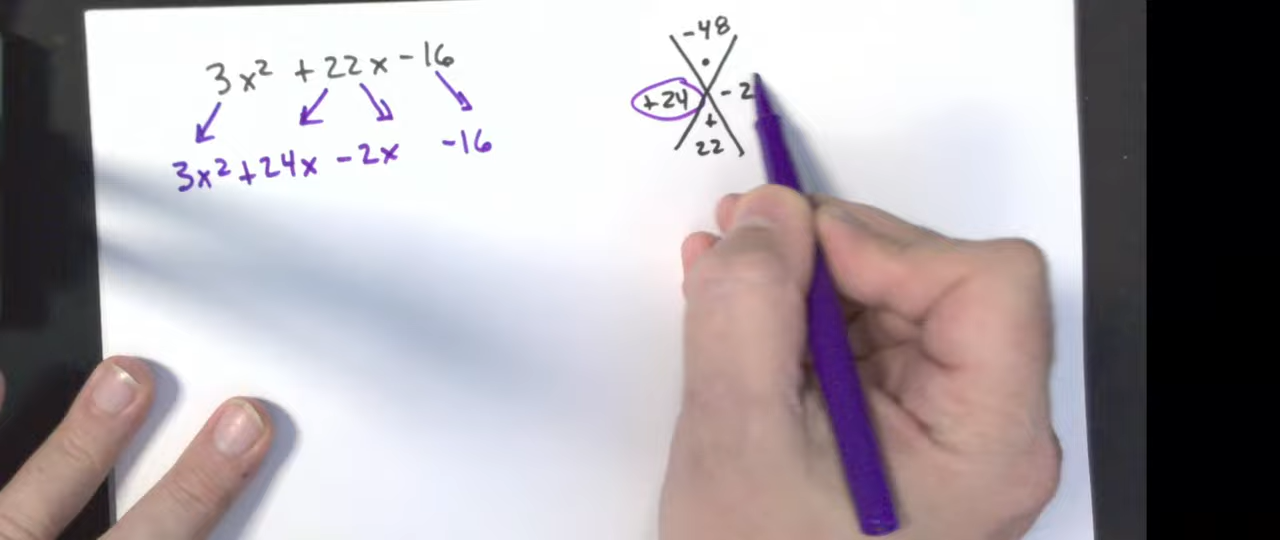 3x² + 22x - 16
3x² + 24x - 2x - 16
-48
•
+24 - 2
+
22